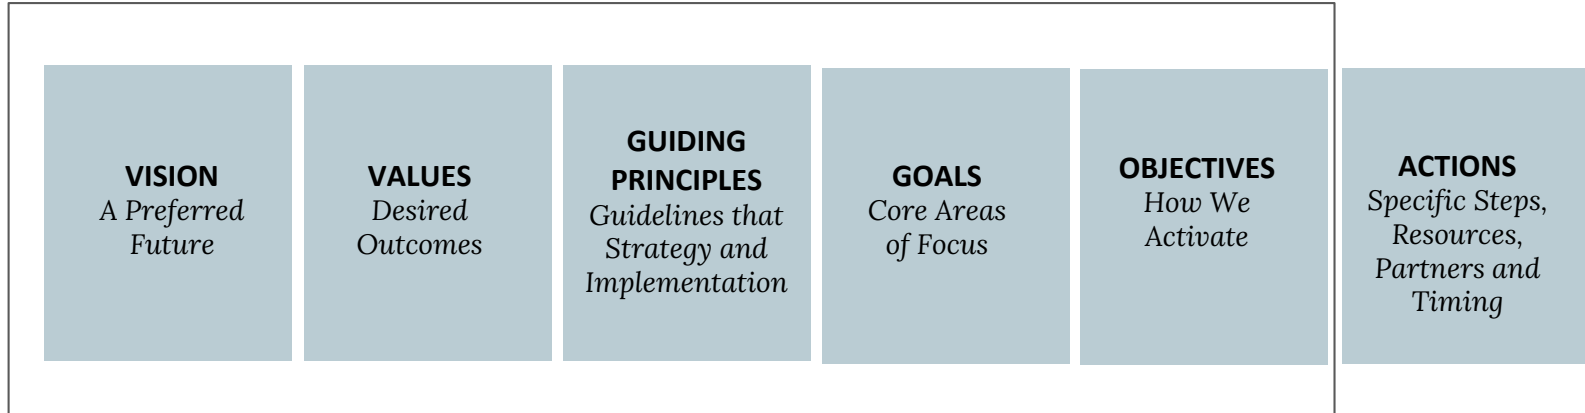 VISION
A Preferred
Future
VALUES
Desired
Outcomes
GUIDING
PRINCIPLES
Guidelines that
Strategy and
Implementation
GOALS
Core Areas
of Focus
OBJECTIVES
How We
Activate
ACTIONS
Specific Steps,
Resources,
Partners and
Timing